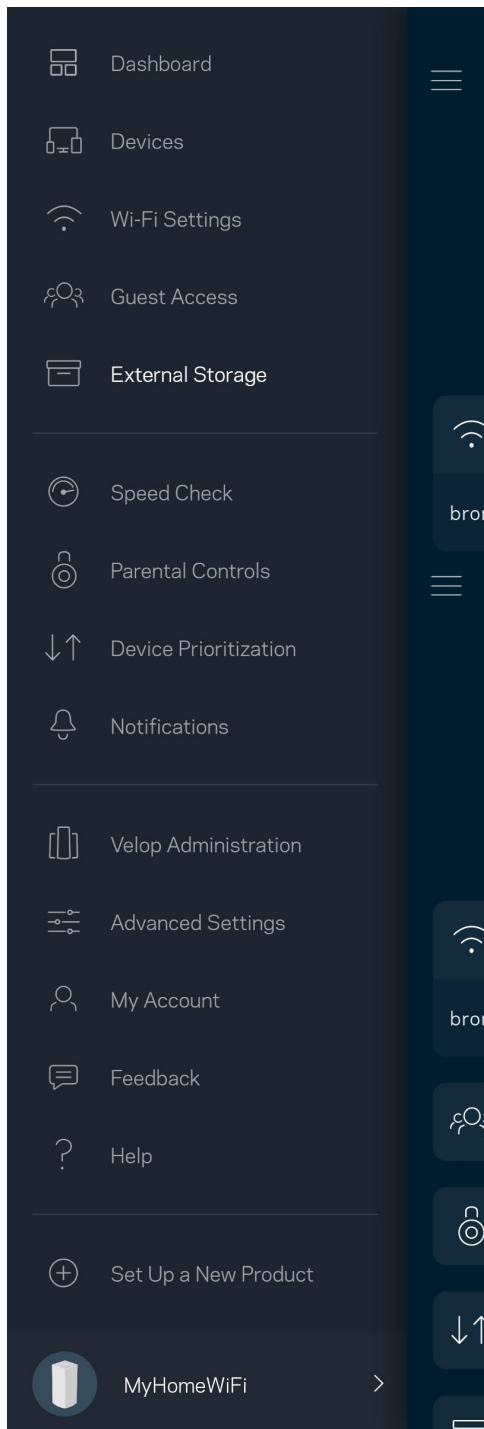 Dashboard
Devices
Wi-Fi Settings
Guest Access
External Storage
Speed Check
Parental Controls
Device Prioritization
Notifications
Velop Administration
Advanced Settings
My Account
Feedback
Help
Set Up a New Product
MyHomeWiFi